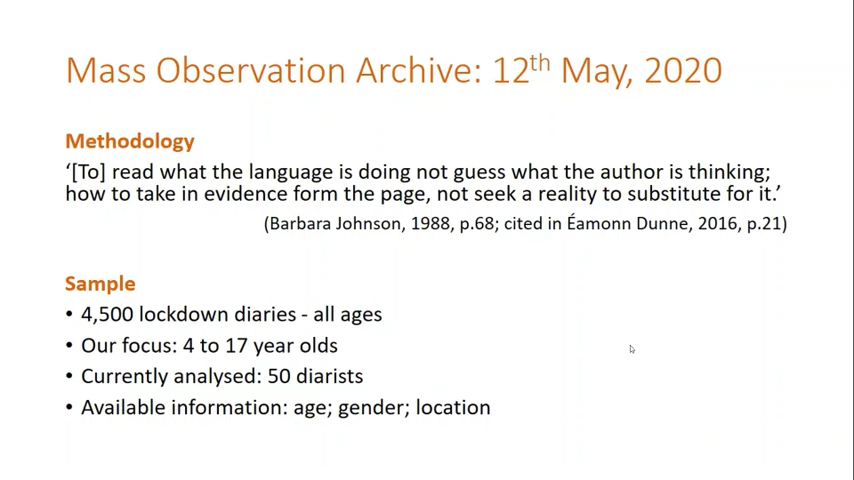 Mass Observation Archive: 12th May, 2020
Methodology
‘[To] read what the language is doing not guess what the author is thinking;
how to take in evidence form the page, not seek a reality to substitute for it.’
(Barbara Johnson, 1988, p.68; cited in Éamonn Dunne, 2016, p.21)
Sample
• 4,500 lockdown diaries - all ages
• Our focus: 4 to 17 year olds
• Currently analysed: 50 diarists
• Available information: age; gender; location